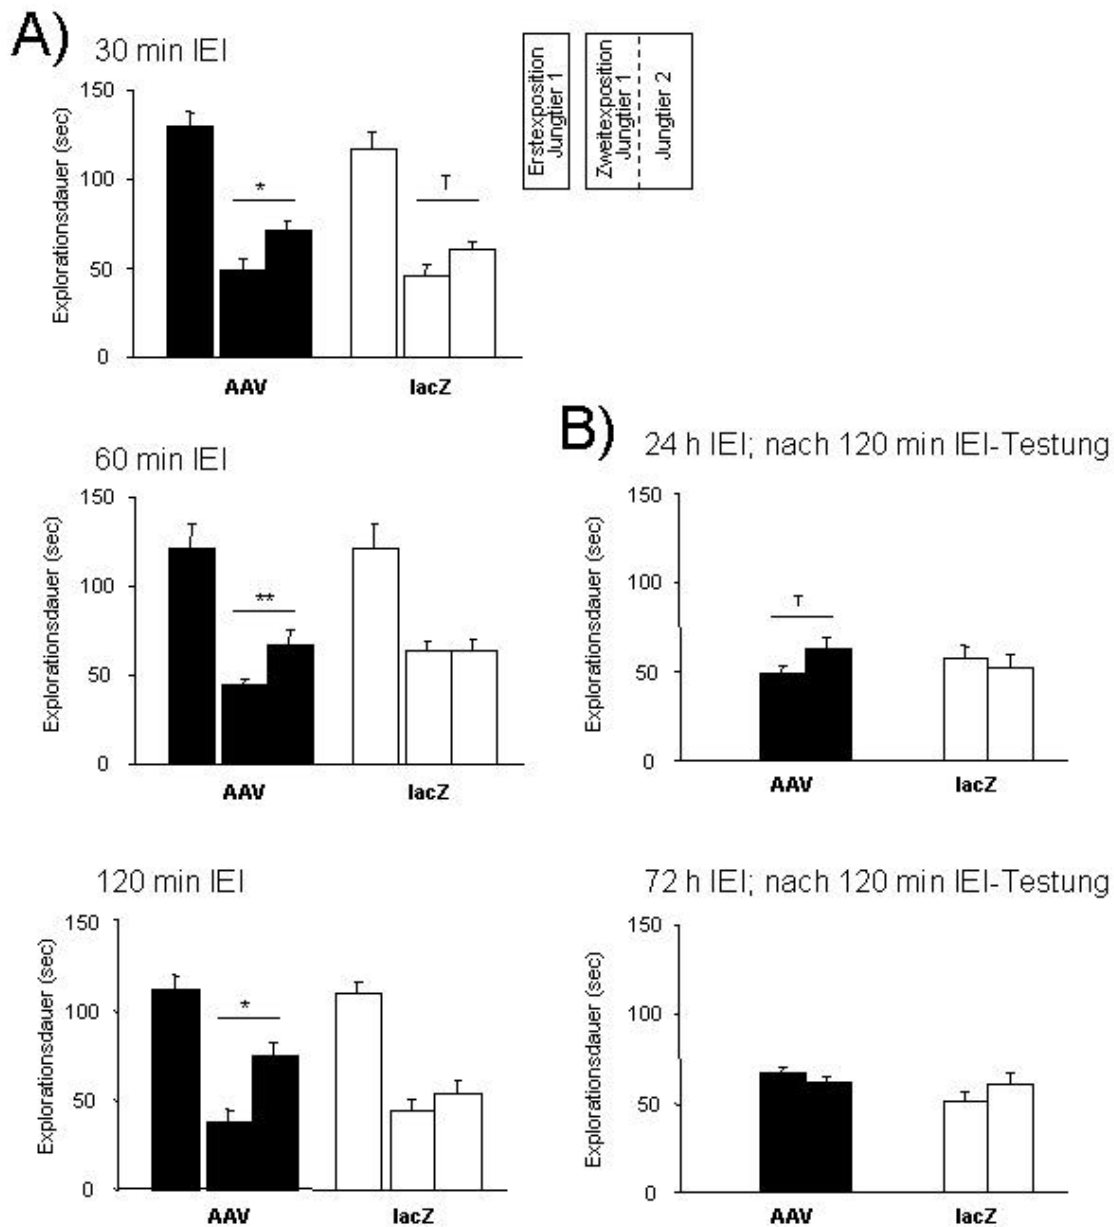 A)
30 min IEI
Erstexposition
Jungtier 1
Zweitexposition
Jungtier 1
Jungtier 2
Explorationsdauer (sec)
150
100
50
0
*
T
AAV
lacZ
60 min IEI
Explorationsdauer (sec)
150
100
50
0
**
AAV
lacZ
B)
24 h IEI; nach 120 min IEI-Testung
Explorationsdauer (sec)
150
100
50
0
T
AAV
lacZ
120 min IEI
Explorationsdauer (sec)
150
100
50
0
*
AAV
lacZ
72 h IEI; nach 120 min IEI-Testung
Explorationsdauer (sec)
150
100
50
0
AAV
lacZ